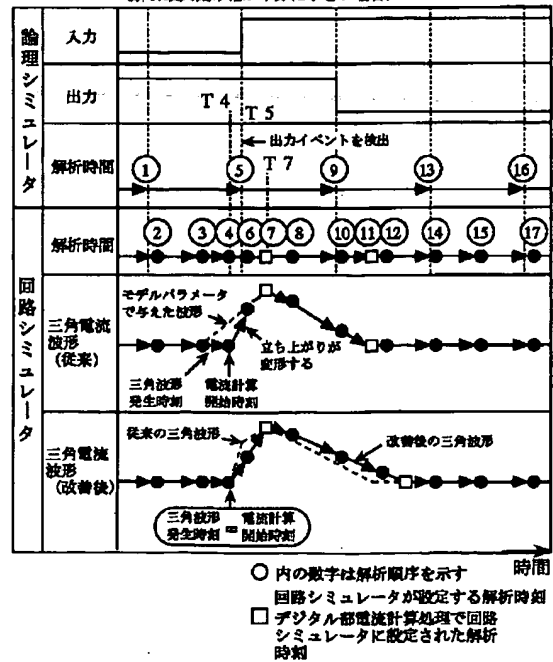 論理シミュレータ
入力
出力
T 4
T 5
出力イベントを検出
T 7
解析時間
1
5
9
13
16
回路シミュレータ
解析時間
2
3
4
6
7
8
10
11
12
14
15
17
三角電流
波形
(従来)
モデルパラメータ
で与えた波形
立ち上がりが
変形する
三角波形
発生時刻
電流計算
開始時刻
三角電流
波形
(改善後)
従来の三角波形
改善後の三角波形
三角波形
発生時刻
=
電流計算
開始時刻
時間
○ 内の数字は解析順序を示す
回路シミュレータが設定する解析時刻
□ デジタル部電流計算処理で回路
シミュレータに設定された解析
時刻